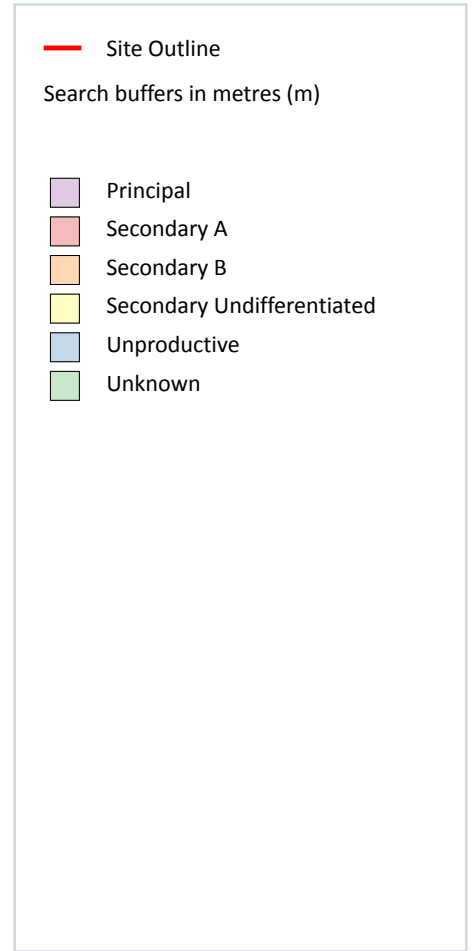 Site Outline
Search buffers in metres (m)
Principal
Secondary A
Secondary B
Secondary Undifferentiated
Unproductive
Unknown